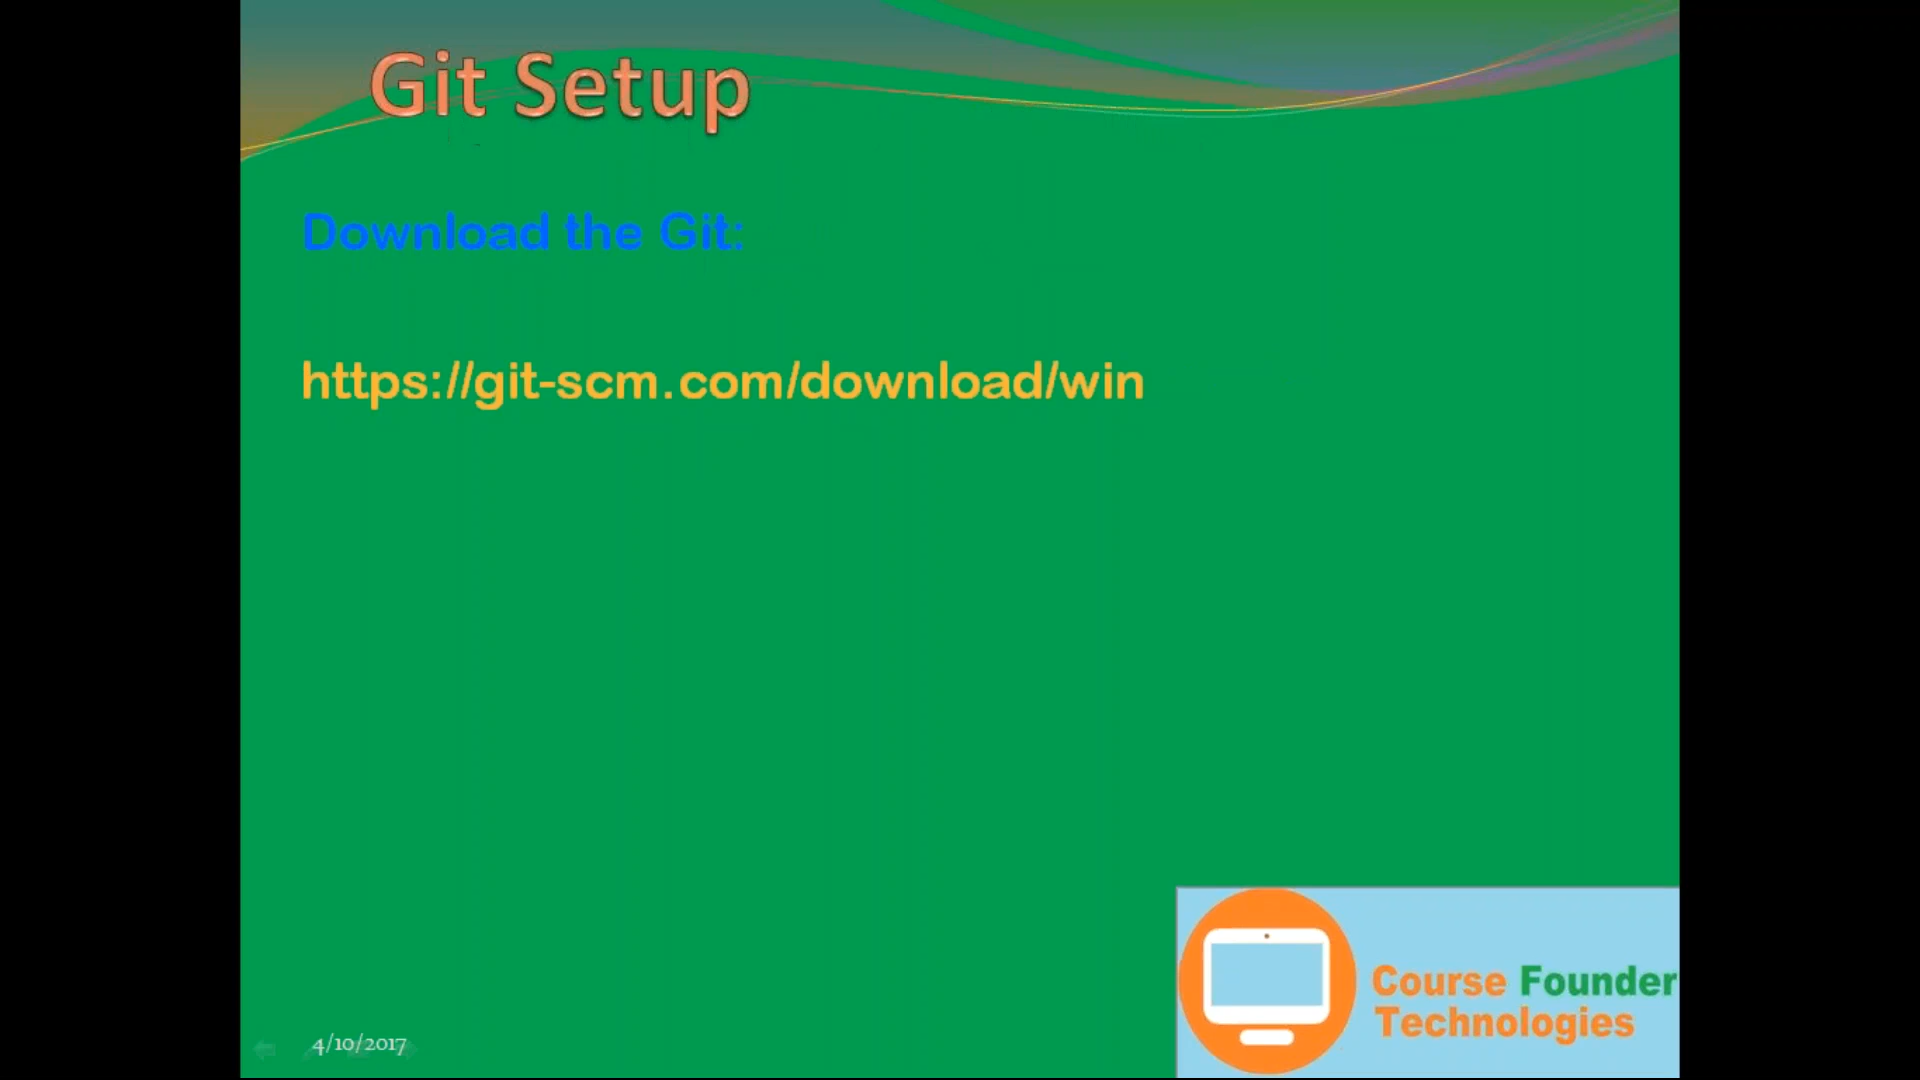 Git Setup
Download the Git:
https://git-scm.com/download/win
Course Founder
Technologies
4/10/2017